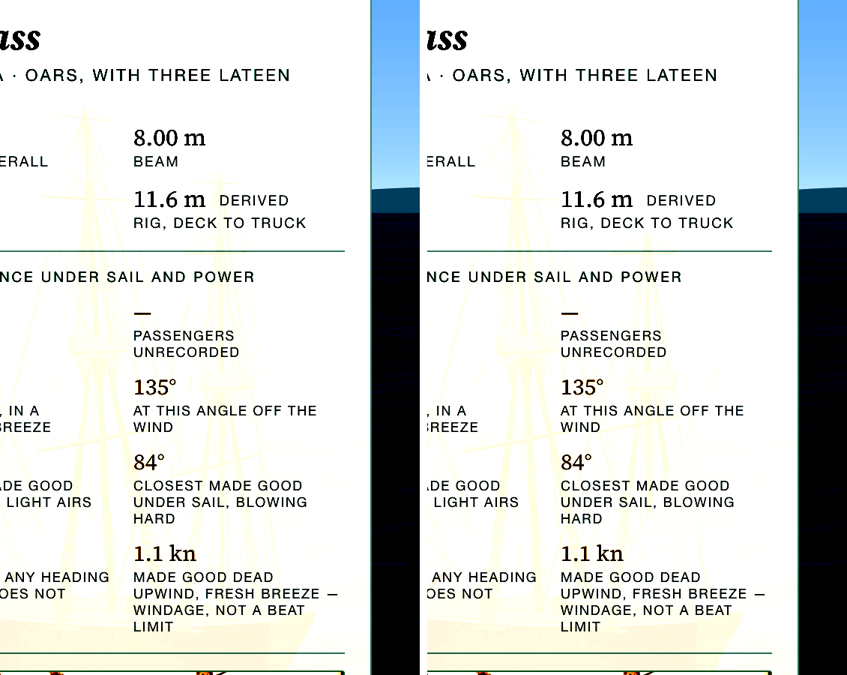 ass
A · OARS, WITH THREE LATEEN
ERALL
8.00 m
BEAM
11.6 m DERIVED
RIG, DECK TO TRUCK
NCE UNDER SAIL AND POWER
—
PASSENGERS
UNRECORDED
, IN A
BREEZE
135°
AT THIS ANGLE OFF THE
WIND
ADE GOOD
LIGHT AIRS
84°
CLOSEST MADE GOOD
UNDER SAIL, BLOWING
HARD
ANY HEADING
OES NOT
1.1 kn
MADE GOOD DEAD
UPWIND, FRESH BREEZE —
WINDAGE, NOT A BEAT
LIMIT
ass
A · OARS, WITH THREE LATEEN
ERALL
8.00 m
BEAM
11.6 m DERIVED
RIG, DECK TO TRUCK
NCE UNDER SAIL AND POWER
—
PASSENGERS
UNRECORDED
, IN A
REEZE
135°
AT THIS ANGLE OFF THE
WIND
ADE GOOD
LIGHT AIRS
84°
CLOSEST MADE GOOD
UNDER SAIL, BLOWING
HARD
ANY HEADING
OES NOT
1.1 kn
MADE GOOD DEAD
UPWIND, FRESH BREEZE —
WINDAGE, NOT A BEAT
LIMIT